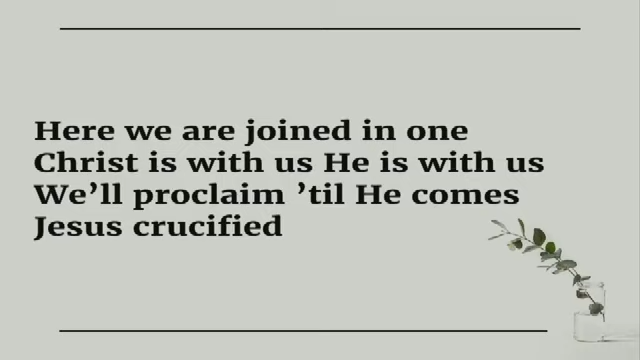 Here we are joined in one
Christ is with us He is with us
We’ll proclaim ’til He comes
Jesus crucified